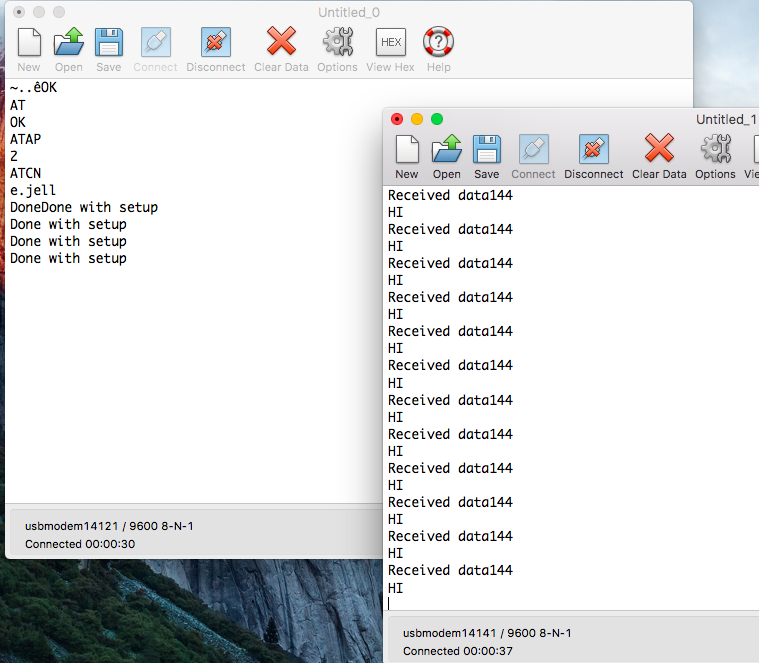 Untitled_0
New Open Save Connect Disconnect Clear Data Options HEX View Hex Help
~..êOK
AT
OK
ATAP
2
ATCN
e.jell
DoneDone with setup
Done with setup
Done with setup
Done with setup
usbmodem14121 / 9600 8-N-1
Connected 00:00:30
Untitled_1
New Open Save Connect Disconnect Clear Data Options
Received data144
HI
Received data144
HI
Received data144
HI
Received data144
HI
Received data144
HI
Received data144
HI
Received data144
HI
Received data144
HI
Received data144
HI
Received data144
HI
Received data144
HI
Received data144
HI
usbmodem14141 / 9600 8-N-1
Connected 00:00:37